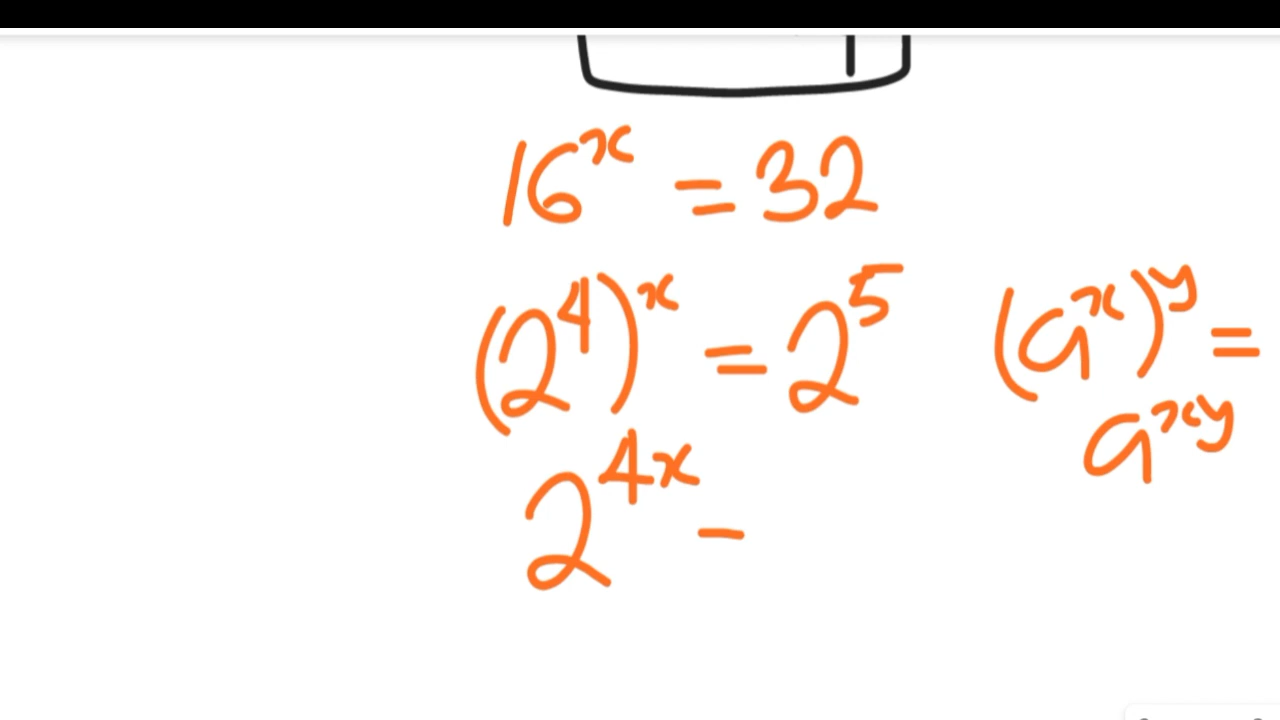 16^x = 32
(2^4)^x = 2^5
(a^x)^y =
a^xy
2^4x -